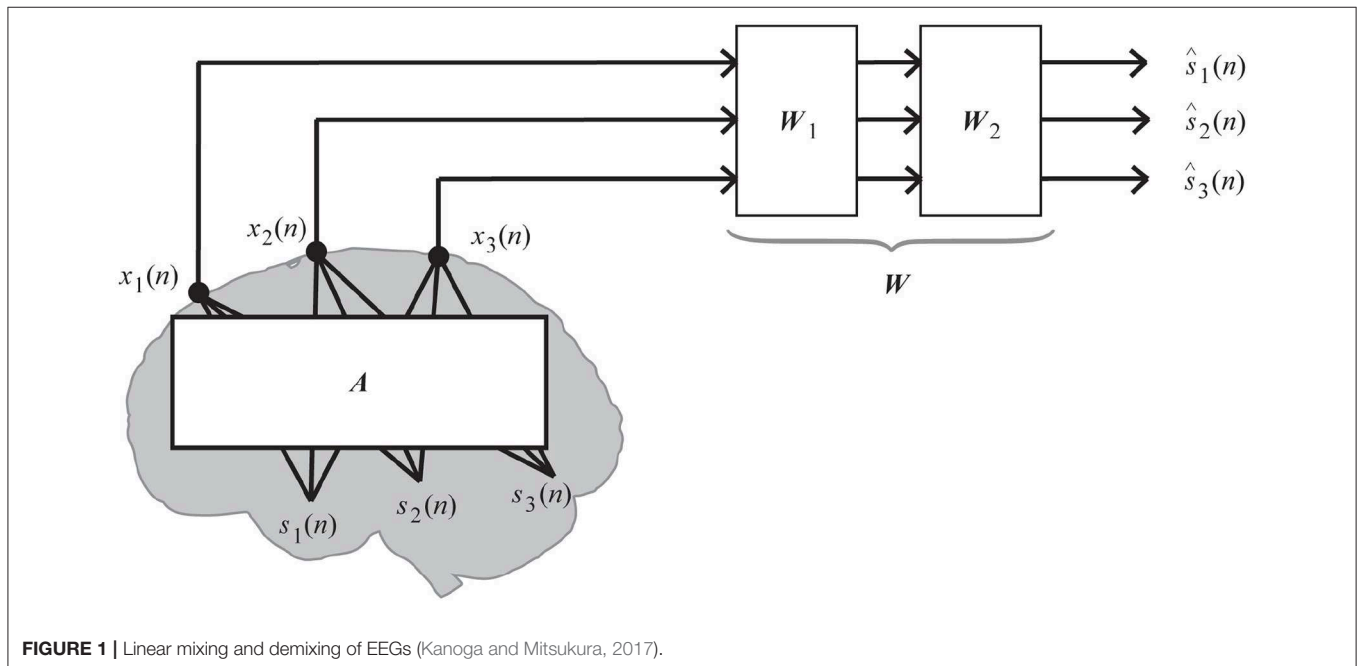 ŝ1(n)
W1 W2 ŝ2(n)
ŝ3(n)
x2(n) x3(n)
x1(n) W
A
s1(n) s2(n) s3(n)
FIGURE 1 | Linear mixing and demixing of EEGs (Kanoga and Mitsukura, 2017).